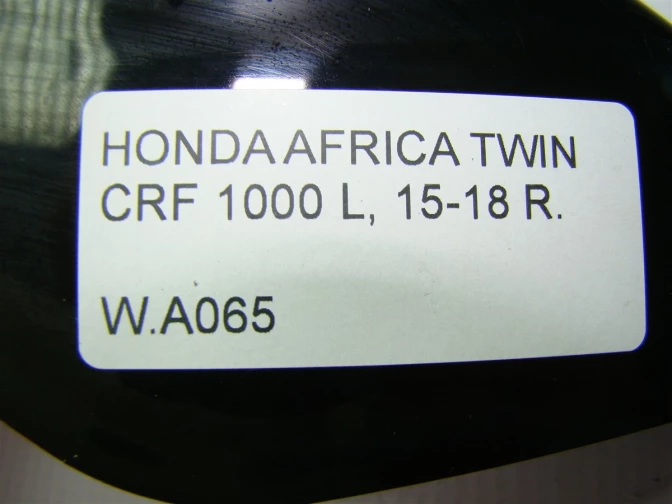 HONDA AFRICA TWIN
CRF 1000 L, 15-18 R.
W.A065